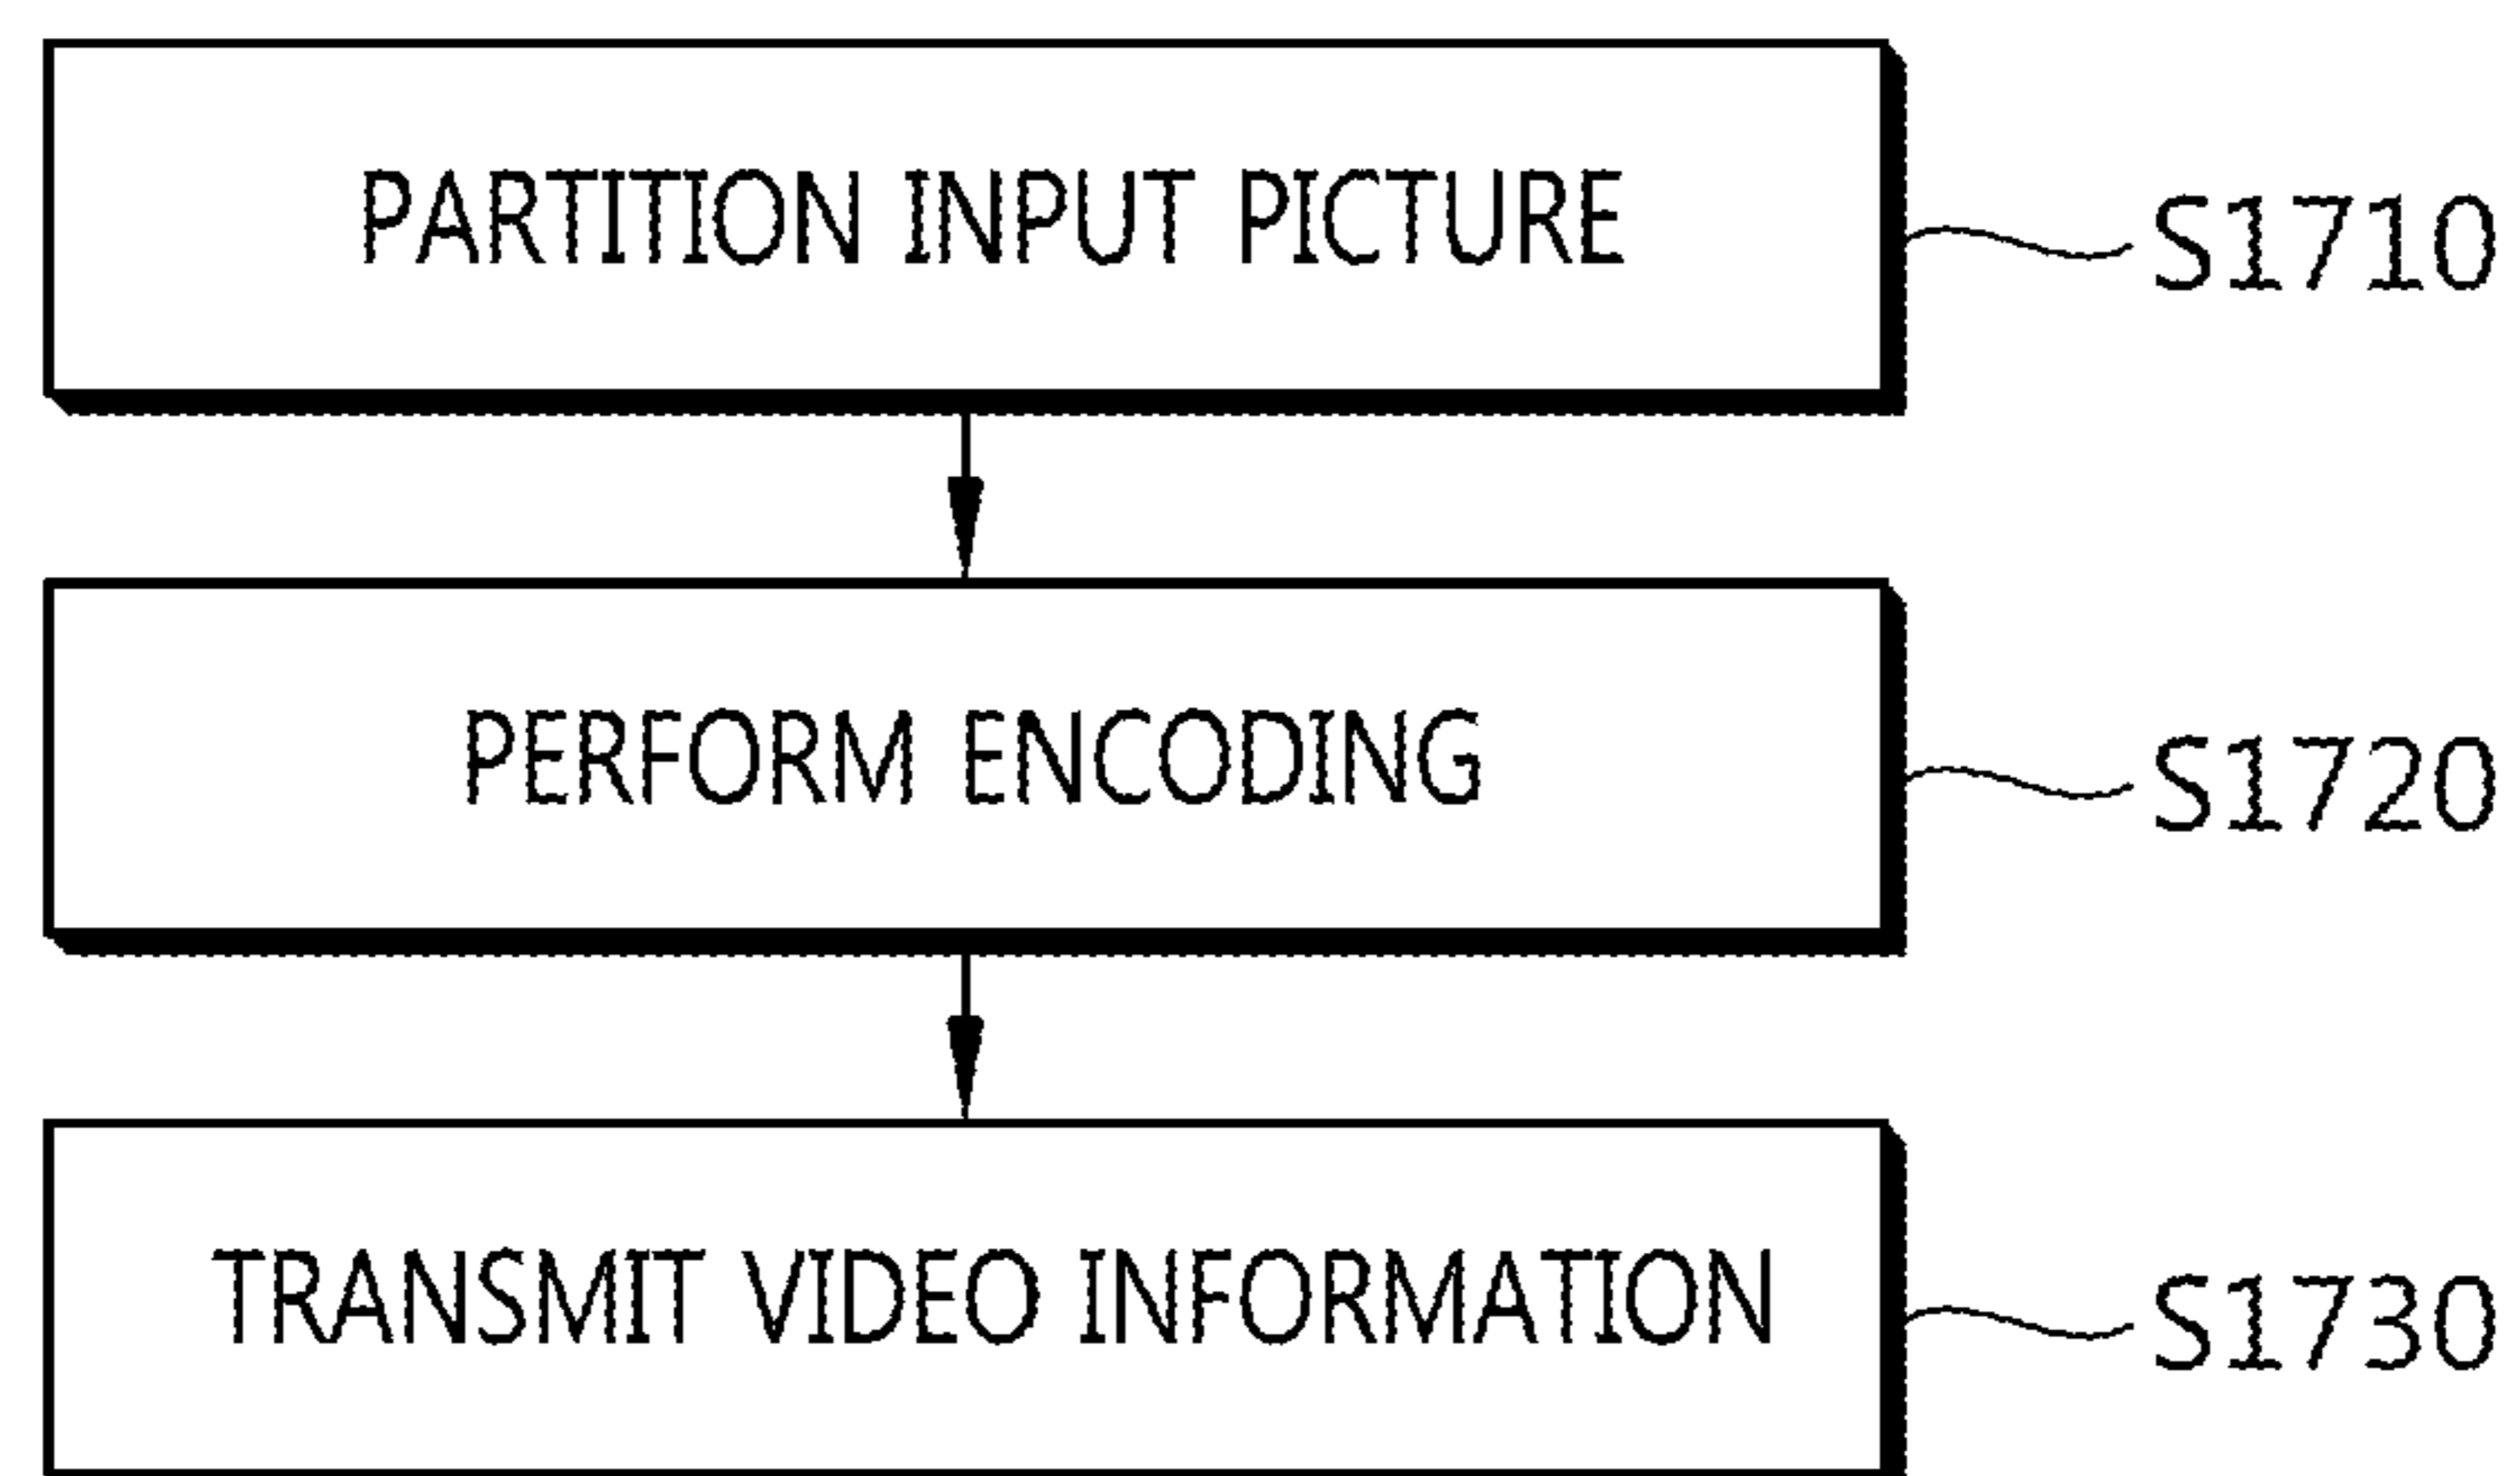 PARTITION INPUT PICTURE
S1710
PERFORM ENCODING
S1720
TRANSMIT VIDEO INFORMATION
S1730